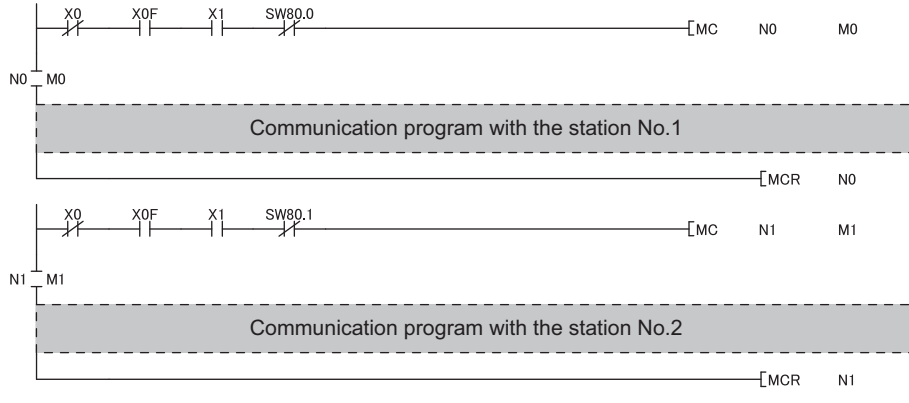 X0 X0F X1 SW80.0
MC N0 M0
N0 M0
Communication program with the station No.1
MCR N0
X0 X0F X1 SW80.1
MC N1 M1
N1 M1
Communication program with the station No.2
MCR N1